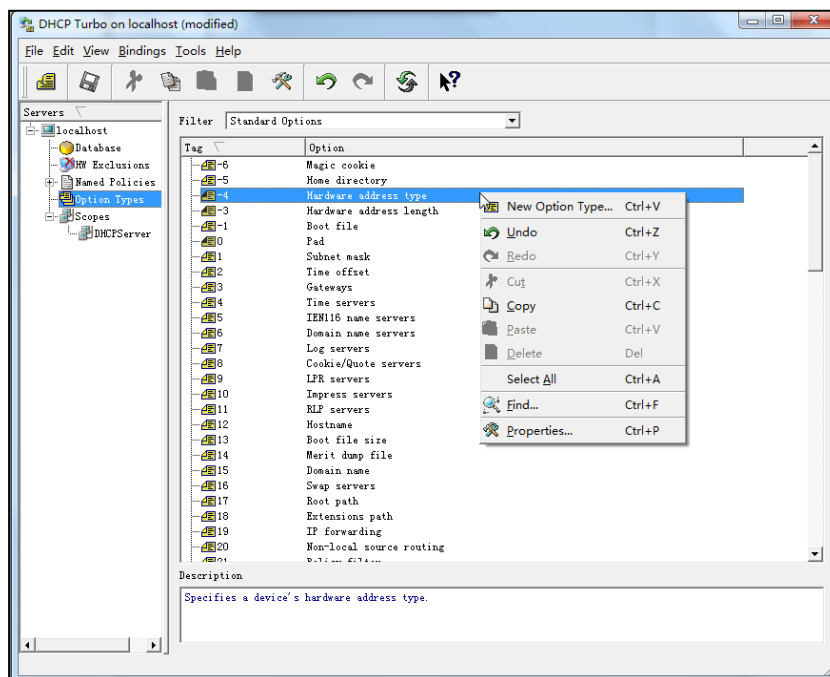 DHCP Turbo on localhost (modified)
File Edit View Bindings Tools Help
Servers
localhost
Database
HW Exclusions
Named Policies
Option Types
Scopes
DHCPServer
Filter Standard Options
Tag Option
-6 Magic cookie
-5 Home directory
-4 Hardware address type
-3 Hardware address length
-1 Boot file
0 Pad
1 Subnet mask
2 Time offset
3 Gateways
4 Time servers
5 IEN116 name servers
6 Domain name servers
7 Log servers
8 Cookie/Quote servers
9 LPR servers
10 Impress servers
11 RLP servers
12 Hostname
13 Boot file size
14 Merit dump file
15 Domain name
16 Swap servers
17 Root path
18 Extensions path
19 IP forwarding
20 Non-local source routing
21 Policy filter
New Option Type... Ctrl+V
Undo Ctrl+Z
Redo Ctrl+Y
Cut Ctrl+X
Copy Ctrl+C
Paste Ctrl+V
Delete Del
Select All Ctrl+A
Find... Ctrl+F
Properties... Ctrl+P
Description
Specifies a device's hardware address type.